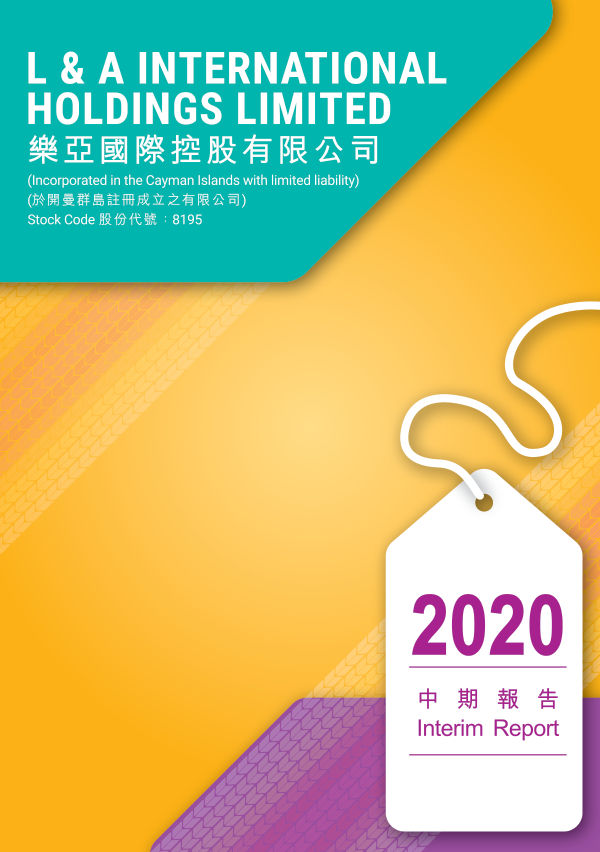 L & A INTERNATIONAL
HOLDINGS LIMITED
樂亞國際控股有限公司
(Incorporated in the Cayman Islands with limited liability)
(於開曼群島註冊成立之有限公司)
Stock Code 股份代號：8195
2020
中期報告
Interim Report